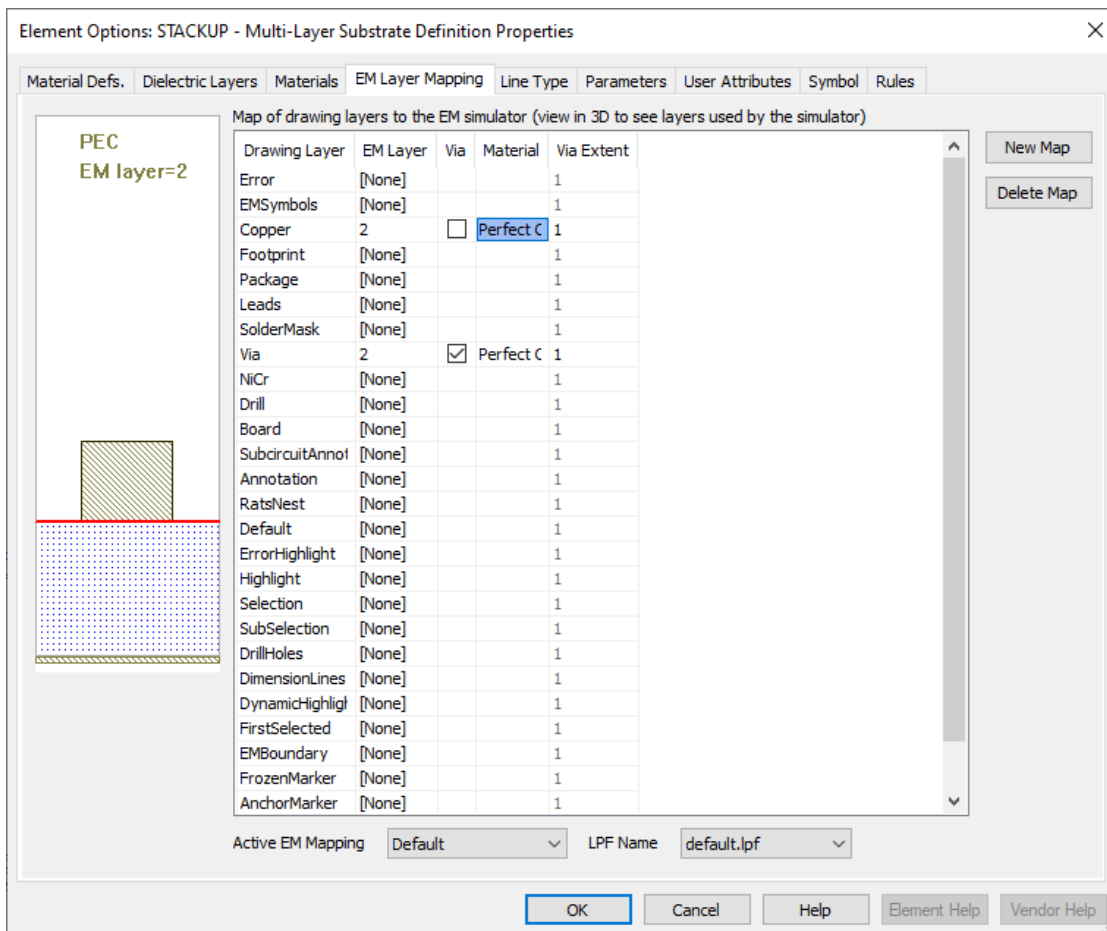 Element Options: STACKUP - Multi-Layer Substrate Definition Properties
Material Defs. Dielectric Layers Materials EM Layer Mapping Line Type Parameters User Attributes Symbol Rules
Map of drawing layers to the EM simulator (view in 3D to see layers used by the simulator)
PEC
EM layer=2
Drawing Layer EM Layer Via Material Via Extent
Error [None] 1
EMSymbols [None] 1
Copper 2 Perfect C 1
Footprint [None] 1
Package [None] 1
Leads [None] 1
SolderMask [None] 1
Via 2 Perfect C 1
NiCr [None] 1
Drill [None] 1
Board [None] 1
SubcircuitAnnot [None] 1
Annotation [None] 1
RatsNest [None] 1
Default [None] 1
ErrorHighlight [None] 1
Highlight [None] 1
Selection [None] 1
SubSelection [None] 1
DrillHoles [None] 1
DimensionLines [None] 1
DynamicHighligh [None] 1
FirstSelected [None] 1
EMBoundary [None] 1
FrozenMarker [None] 1
AnchorMarker [None] 1
New Map
Delete Map
Active EM Mapping Default LPF Name default.lpf
OK Cancel Help Element Help Vendor Help